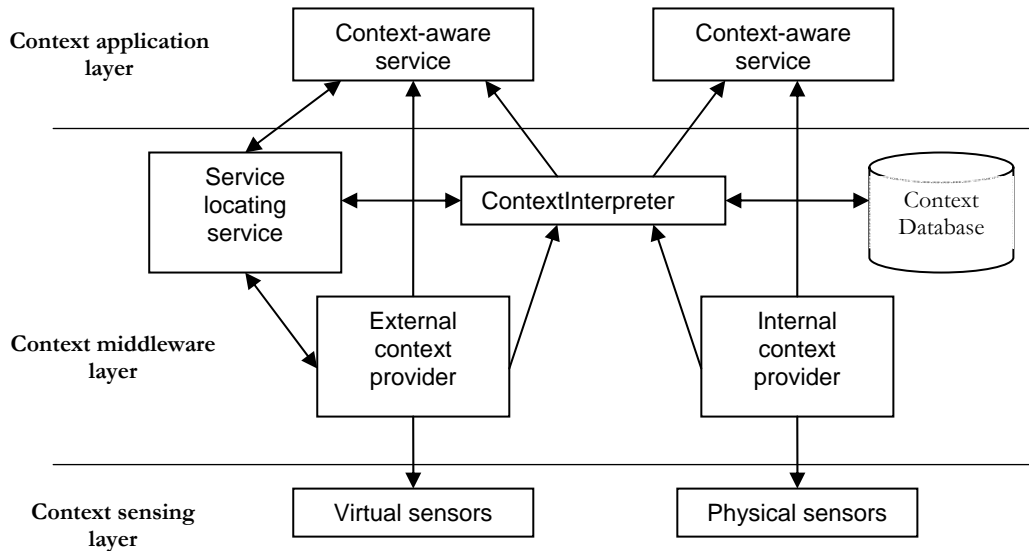 Context application
layer
Context-aware
service
Context-aware
service
Service
locating
service
ContextInterpreter
Context
Database
Context middleware
layer
External
context
provider
Internal
context
provider
Context sensing
layer
Virtual sensors
Physical sensors